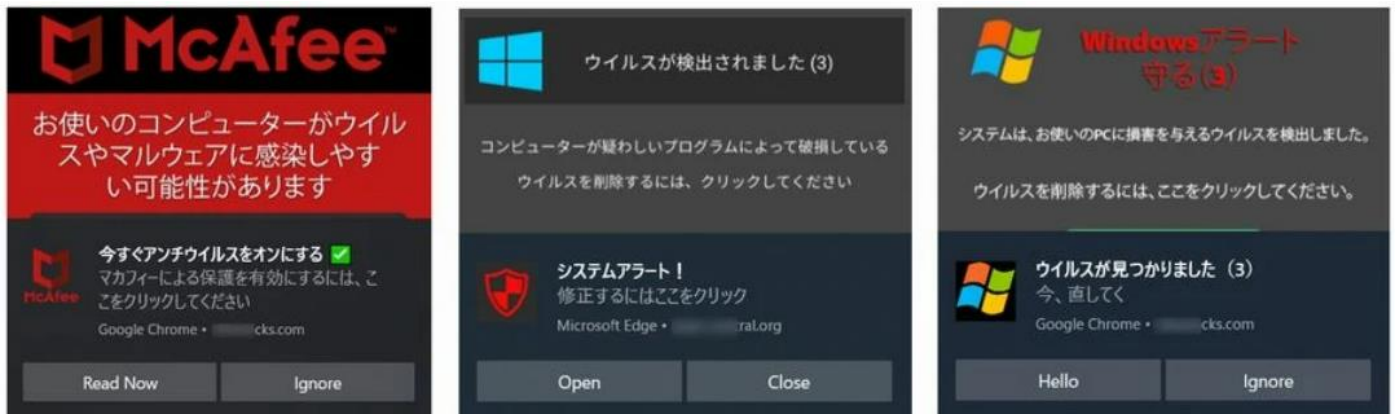 McAfee™
お使いのコンピューターがウイル
スやマルウェアに感染しやす
い可能性があります
今すぐアンチウイルスをオンにする ✅
マカフィーによる保護を有効にするには、こ
こをクリックしてください
McAfee
Google Chrome • cks.com
Read Now
Ignore
ウイルスが検出されました (3)
コンピューターが疑わしいプログラムによって破損している
ウイルスを削除するには、クリックしてください
システムアラート！
修正するにはここをクリック
Microsoft Edge • ral.org
Open
Close
Windowsアラート
守る (3)
システムは、お使いのPCに損害を与えるウイルスを検出しました。
ウイルスを削除するには、ここをクリックしてください。
ウイルスが見つかりました（3）
今、直してく
Google Chrome • cks.com
Hello
Ignore